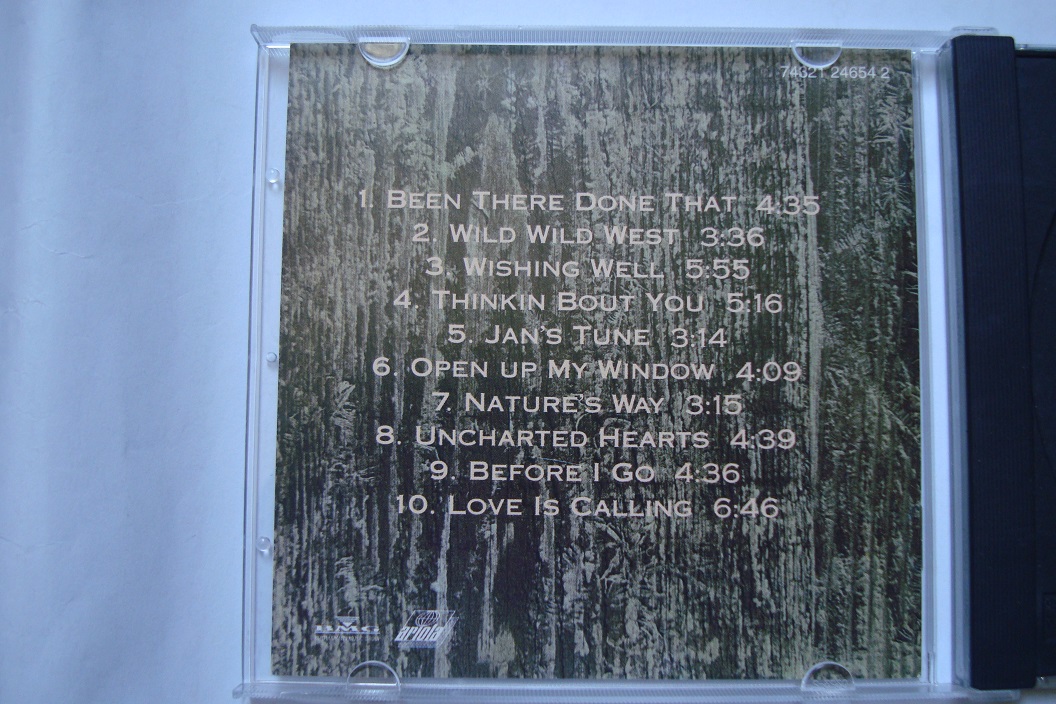 74321 24654 2
1. BEEN THERE DONE THAT 4:35
2. WILD WILD WEST 3:36
3. WISHING WELL 5:55
4. THINKIN BOUT YOU 5:16
5. JAN'S TUNE 3:14
6. OPEN UP MY WINDOW 4:09
7. NATURE'S WAY 3:15
8. UNCHARTED HEARTS 4:39
9. BEFORE I GO 4:36
10. LOVE IS CALLING 6:46
BMG ariola